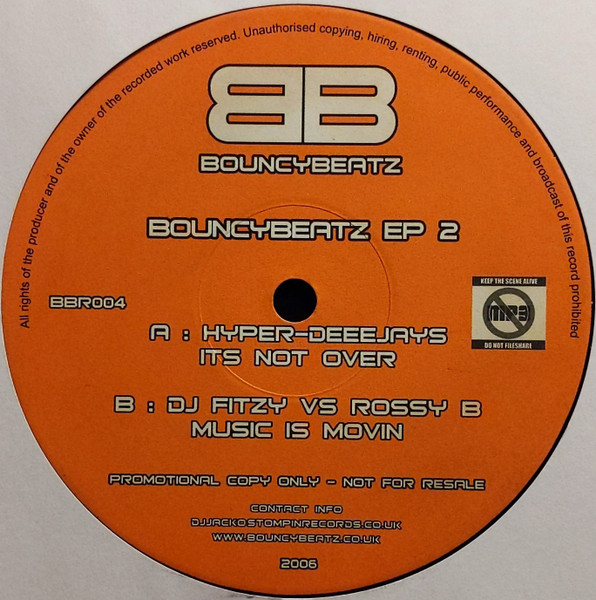 All rights of the producer and of the owner of the recorded work reserved. Unauthorised copying, hiring, renting, public performance and broadcast of this record prohibited
BB
BOUNCYBEATZ
BOUNCYBEATZ EP 2
BBR004
KEEP THE SCENE ALIVE
MP3
DO NOT FILESHARE
A : HYPER-DEEEJAYS
ITS NOT OVER
B : DJ FITZY VS ROSSY B
MUSIC IS MOVIN
PROMOTIONAL COPY ONLY - NOT FOR RESALE
CONTACT INFO
DJJACKOSTOMPINRECORDS.CO.UK
WWW.BOUNCYBEATZ.CO.UK
2006